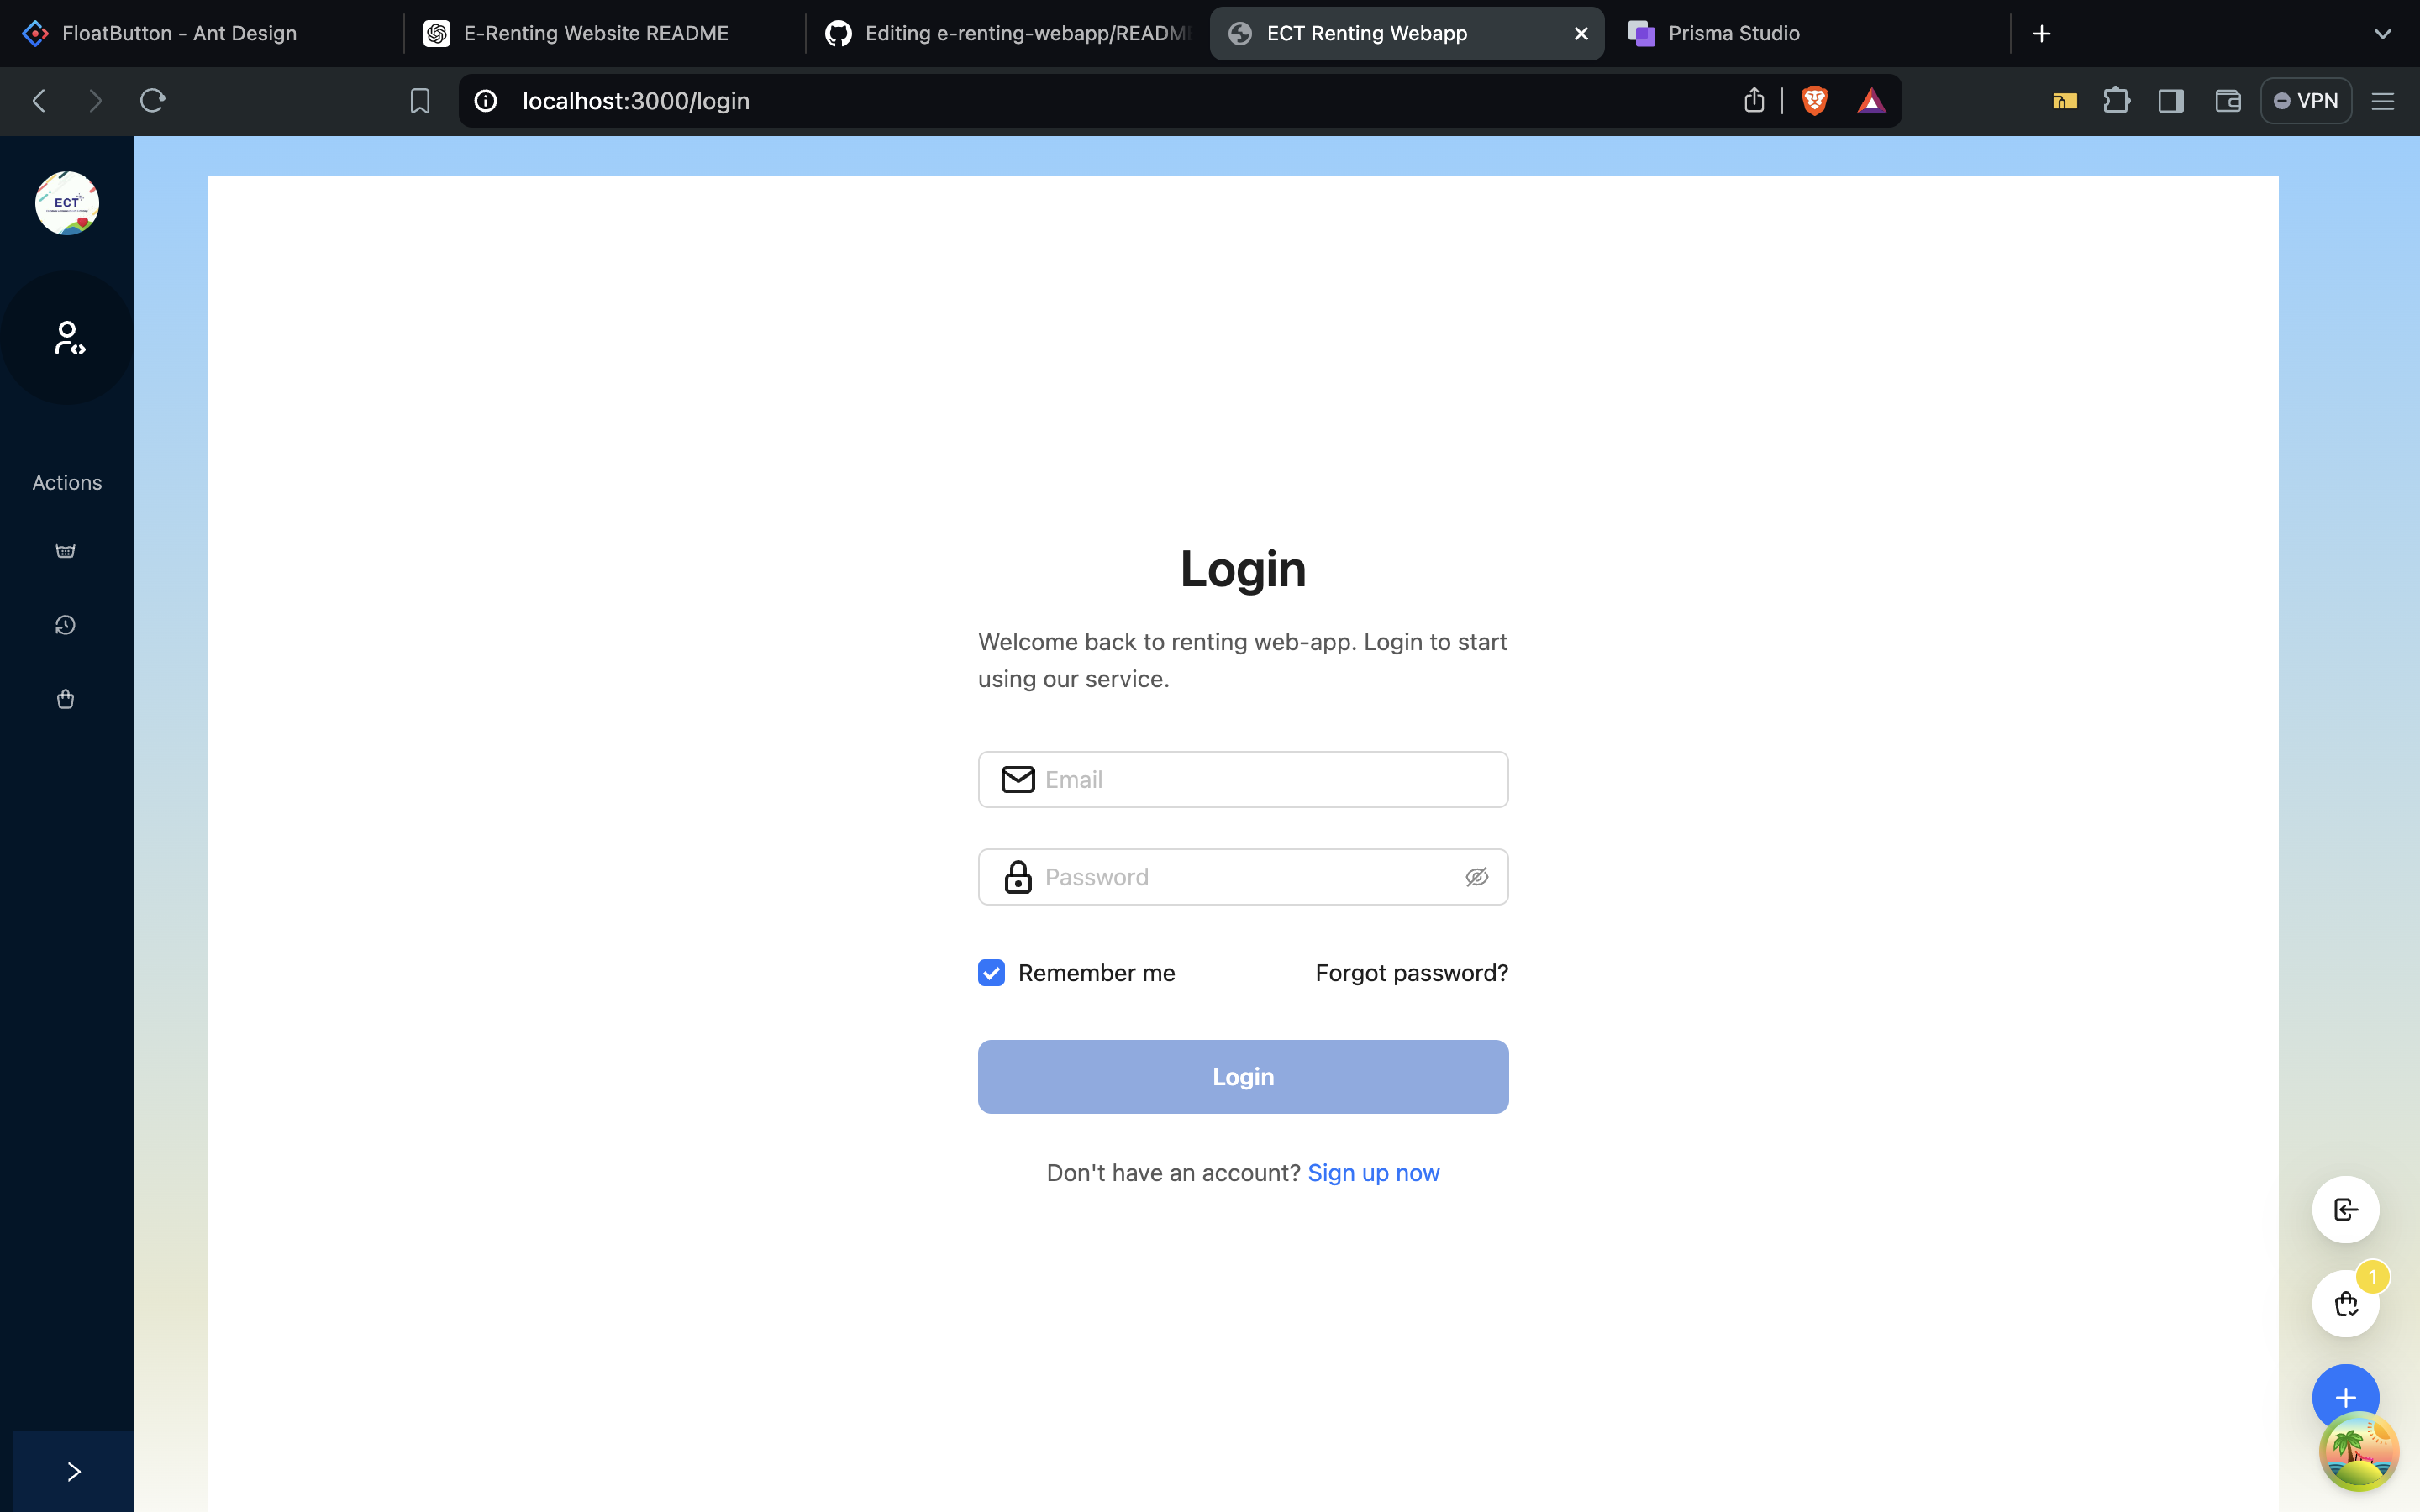 FloatButton - Ant Design
E-Renting Website README
Editing e-renting-webapp/READM
ECT Renting Webapp
Prisma Studio
localhost:3000/login
VPN
ECT
Actions
Login
Welcome back to renting web-app. Login to start
using our service.
Email
Password
Remember me
Forgot password?
Login
Don't have an account? Sign up now
1